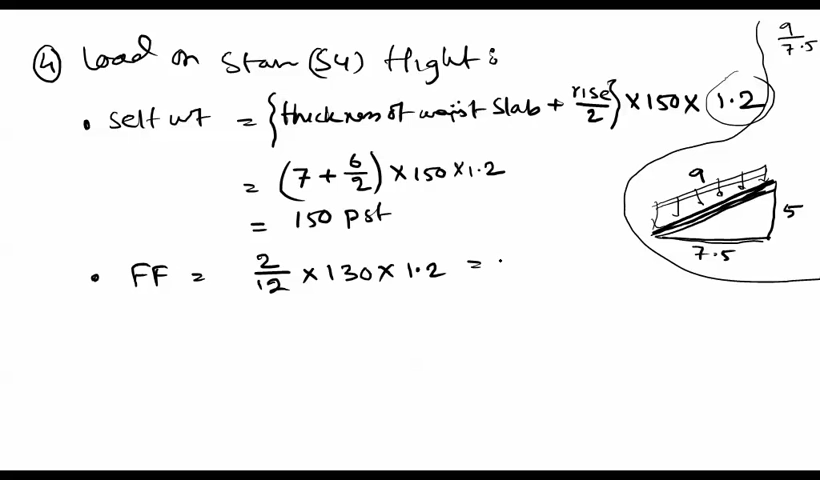 ④ Load on Stair (S4) flight :
9/7.5
• Self wt = {thickness of waist slab + rise/2} × 150 × 1.2
= (7 + 6/2) × 150 × 1.2
= 150 psf
9
5
7.5
• FF = 2/12 × 130 × 1.2 =